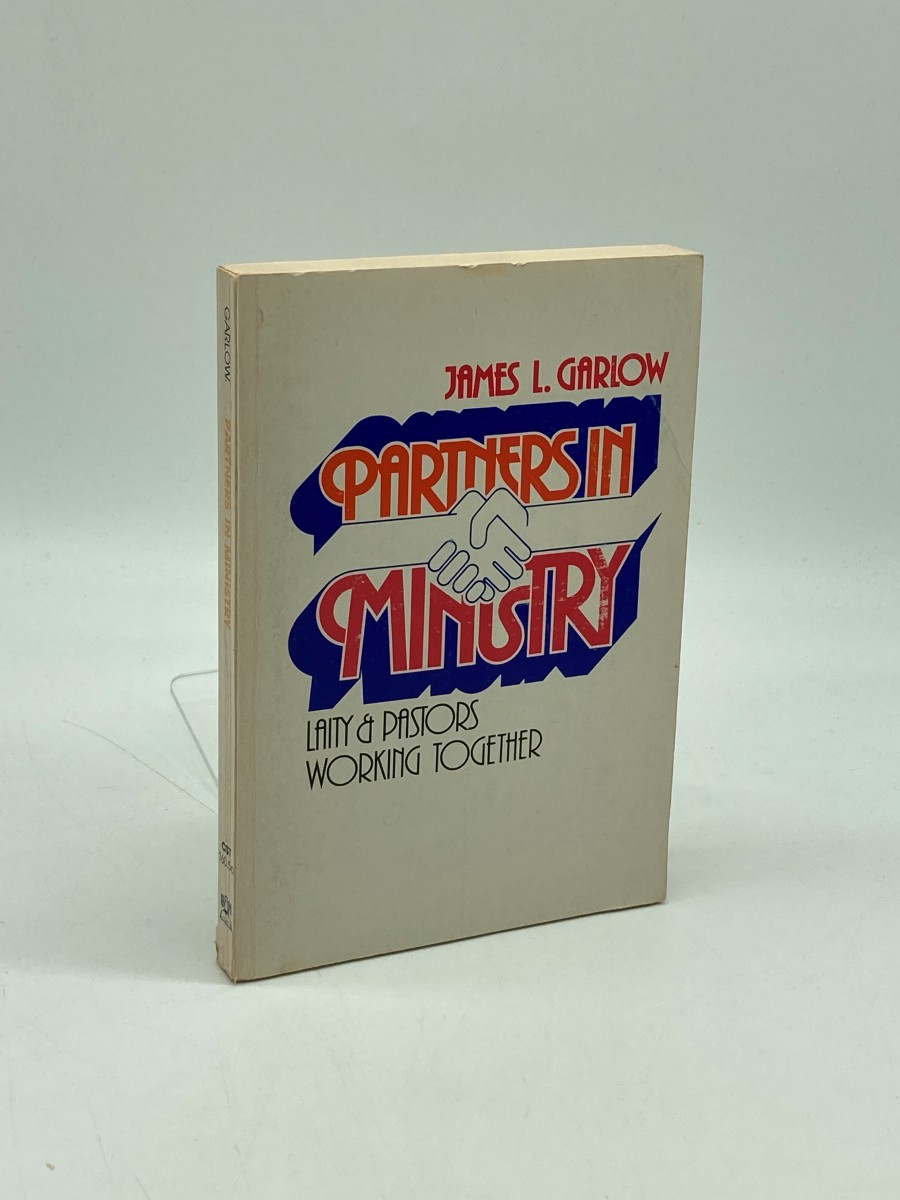 JAMES L. GARLOW
PARTNERS IN
MINISTRY
LAITY & PASTORS
WORKING TOGETHER
GARLOW
PARTNERS IN MINISTRY